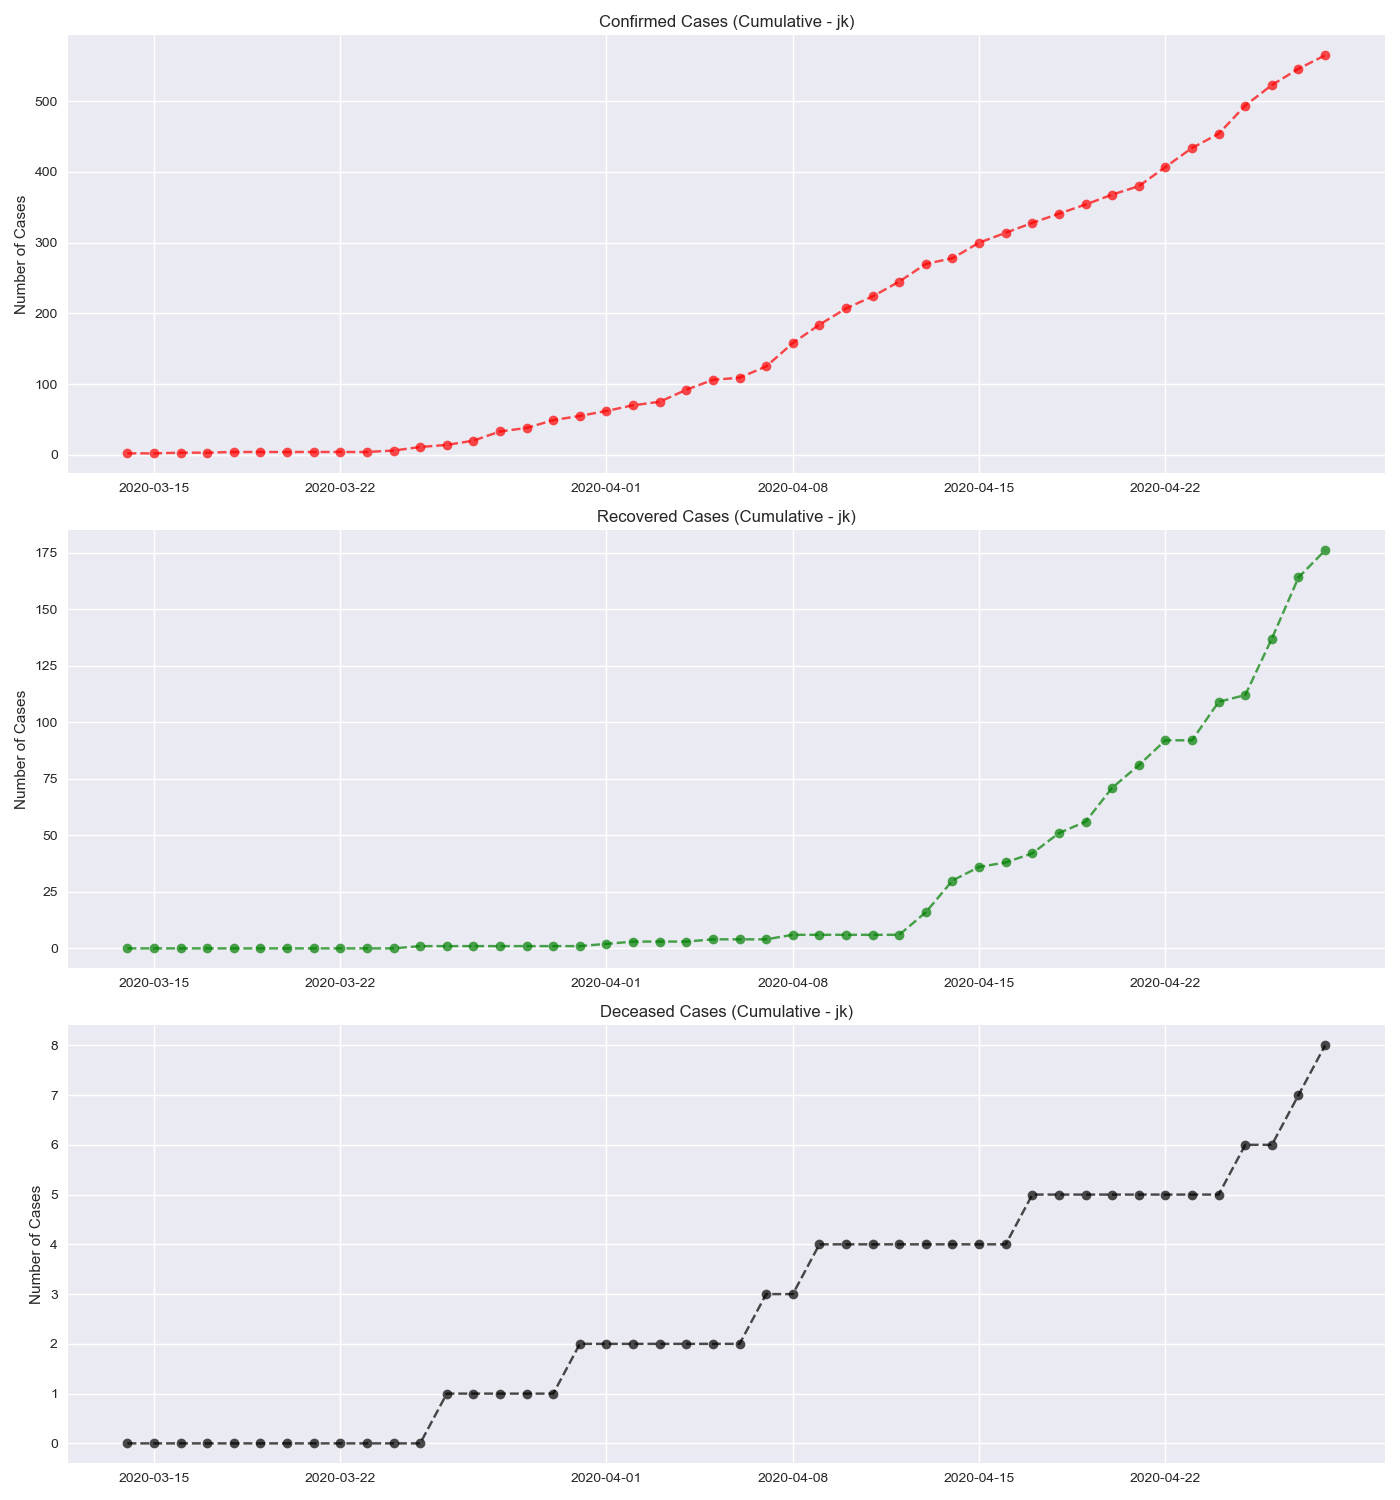 Confirmed Cases (Cumulative - jk)
Number of Cases
500
400
300
200
100
0
2020-03-15 2020-03-22 2020-04-01 2020-04-08 2020-04-15 2020-04-22
Recovered Cases (Cumulative - jk)
Number of Cases
175
150
125
100
75
50
25
0
2020-03-15 2020-03-22 2020-04-01 2020-04-08 2020-04-15 2020-04-22
Deceased Cases (Cumulative - jk)
Number of Cases
8
7
6
5
4
3
2
1
0
2020-03-15 2020-03-22 2020-04-01 2020-04-08 2020-04-15 2020-04-22